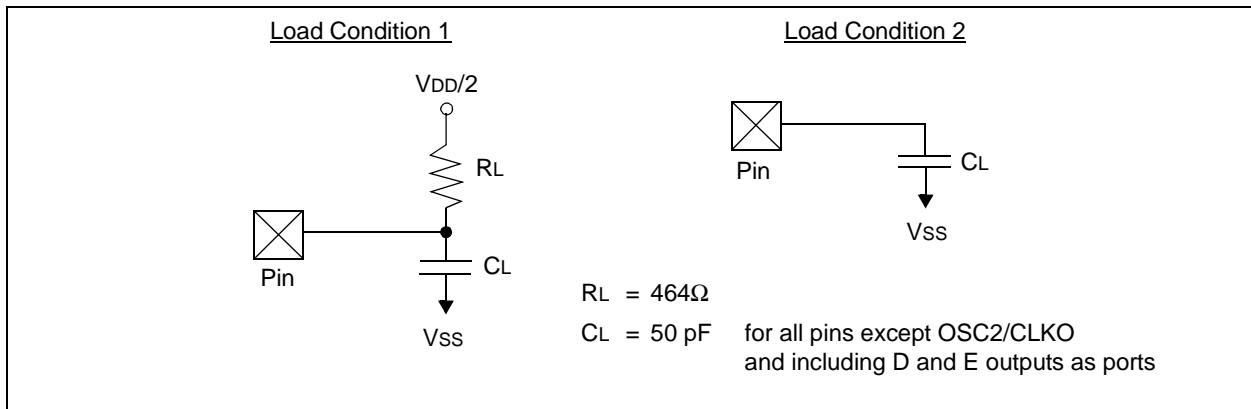 Load Condition 1
VDD/2
RL
Pin
CL
VSS
Load Condition 2
Pin
CL
VSS
RL = 464Ω
CL = 50 pF for all pins except OSC2/CLKO
and including D and E outputs as ports